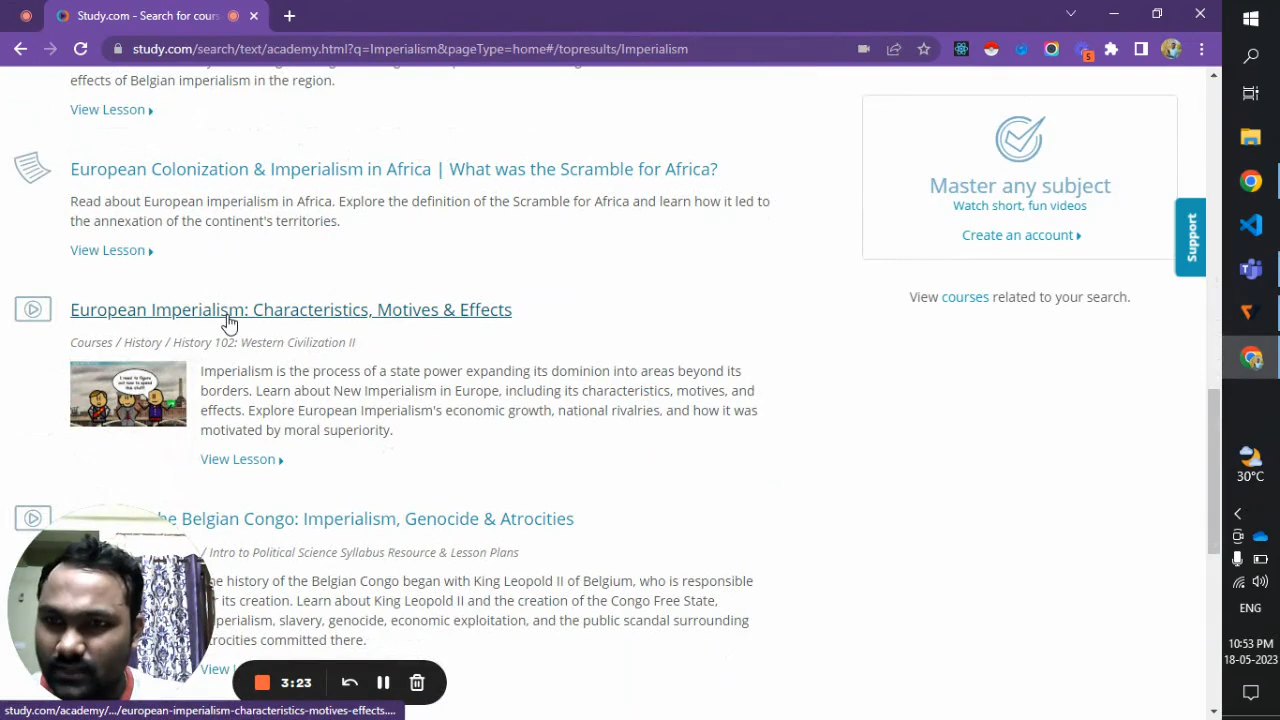 Study.com - Search for cour
study.com/search/text/academy.html?q=Imperialism&pageType=home#/topresults/Imperialism
5
effects of Belgian imperialism in the region.
View Lesson
European Colonization & Imperialism in Africa | What was the Scramble for Africa?
Read about European imperialism in Africa. Explore the definition of the Scramble for Africa and learn how it led to
the annexation of the continent's territories.
View Lesson
European Imperialism: Characteristics, Motives & Effects
Courses / History / History 102: Western Civilization II
Imperialism is the process of a state power expanding its dominion into areas beyond its
borders. Learn about New Imperialism in Europe, including its characteristics, motives, and
effects. Explore European Imperialism's economic growth, national rivalries, and how it was
motivated by moral superiority.
View Lesson
he Belgian Congo: Imperialism, Genocide & Atrocities
/ Intro to Political Science Syllabus Resource & Lesson Plans
he history of the Belgian Congo began with King Leopold II of Belgium, who is responsible
r its creation. Learn about King Leopold II and the creation of the Congo Free State,
perialism, slavery, genocide, economic exploitation, and the public scandal surrounding
trocities committed there.
View L
3:23
study.com/academy/.../european-imperialism-characteristics-motives-effects....
Master any subject
Watch short, fun videos
Create an account
Support
View courses related to your search.
30°C
ENG
10:53 PM
18-05-2023